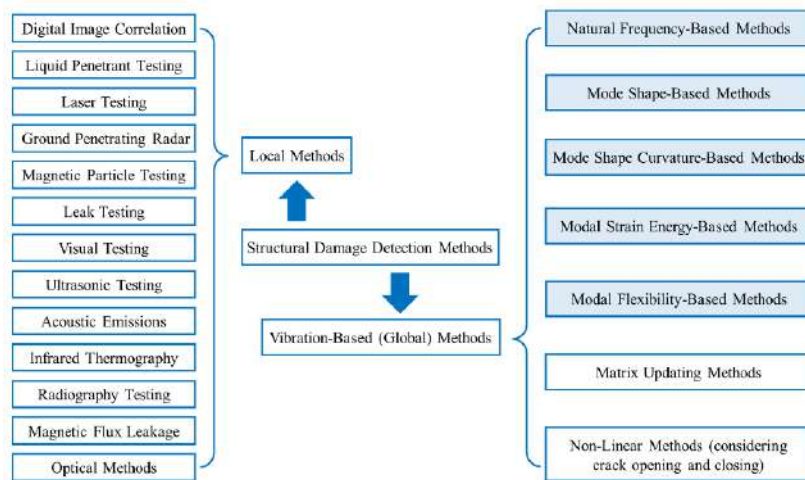 Digital Image Correlation
Liquid Penetrant Testing
Laser Testing
Ground Penetrating Radar
Magnetic Particle Testing
Leak Testing
Visual Testing
Ultrasonic Testing
Acoustic Emissions
Infrared Thermography
Radiography Testing
Magnetic Flux Leakage
Optical Methods
Local Methods
Structural Damage Detection Methods
Vibration-Based (Global) Methods
Natural Frequency-Based Methods
Mode Shape-Based Methods
Mode Shape Curvature-Based Methods
Modal Strain Energy-Based Methods
Modal Flexibility-Based Methods
Matrix Updating Methods
Non-Linear Methods (considering
crack opening and closing)